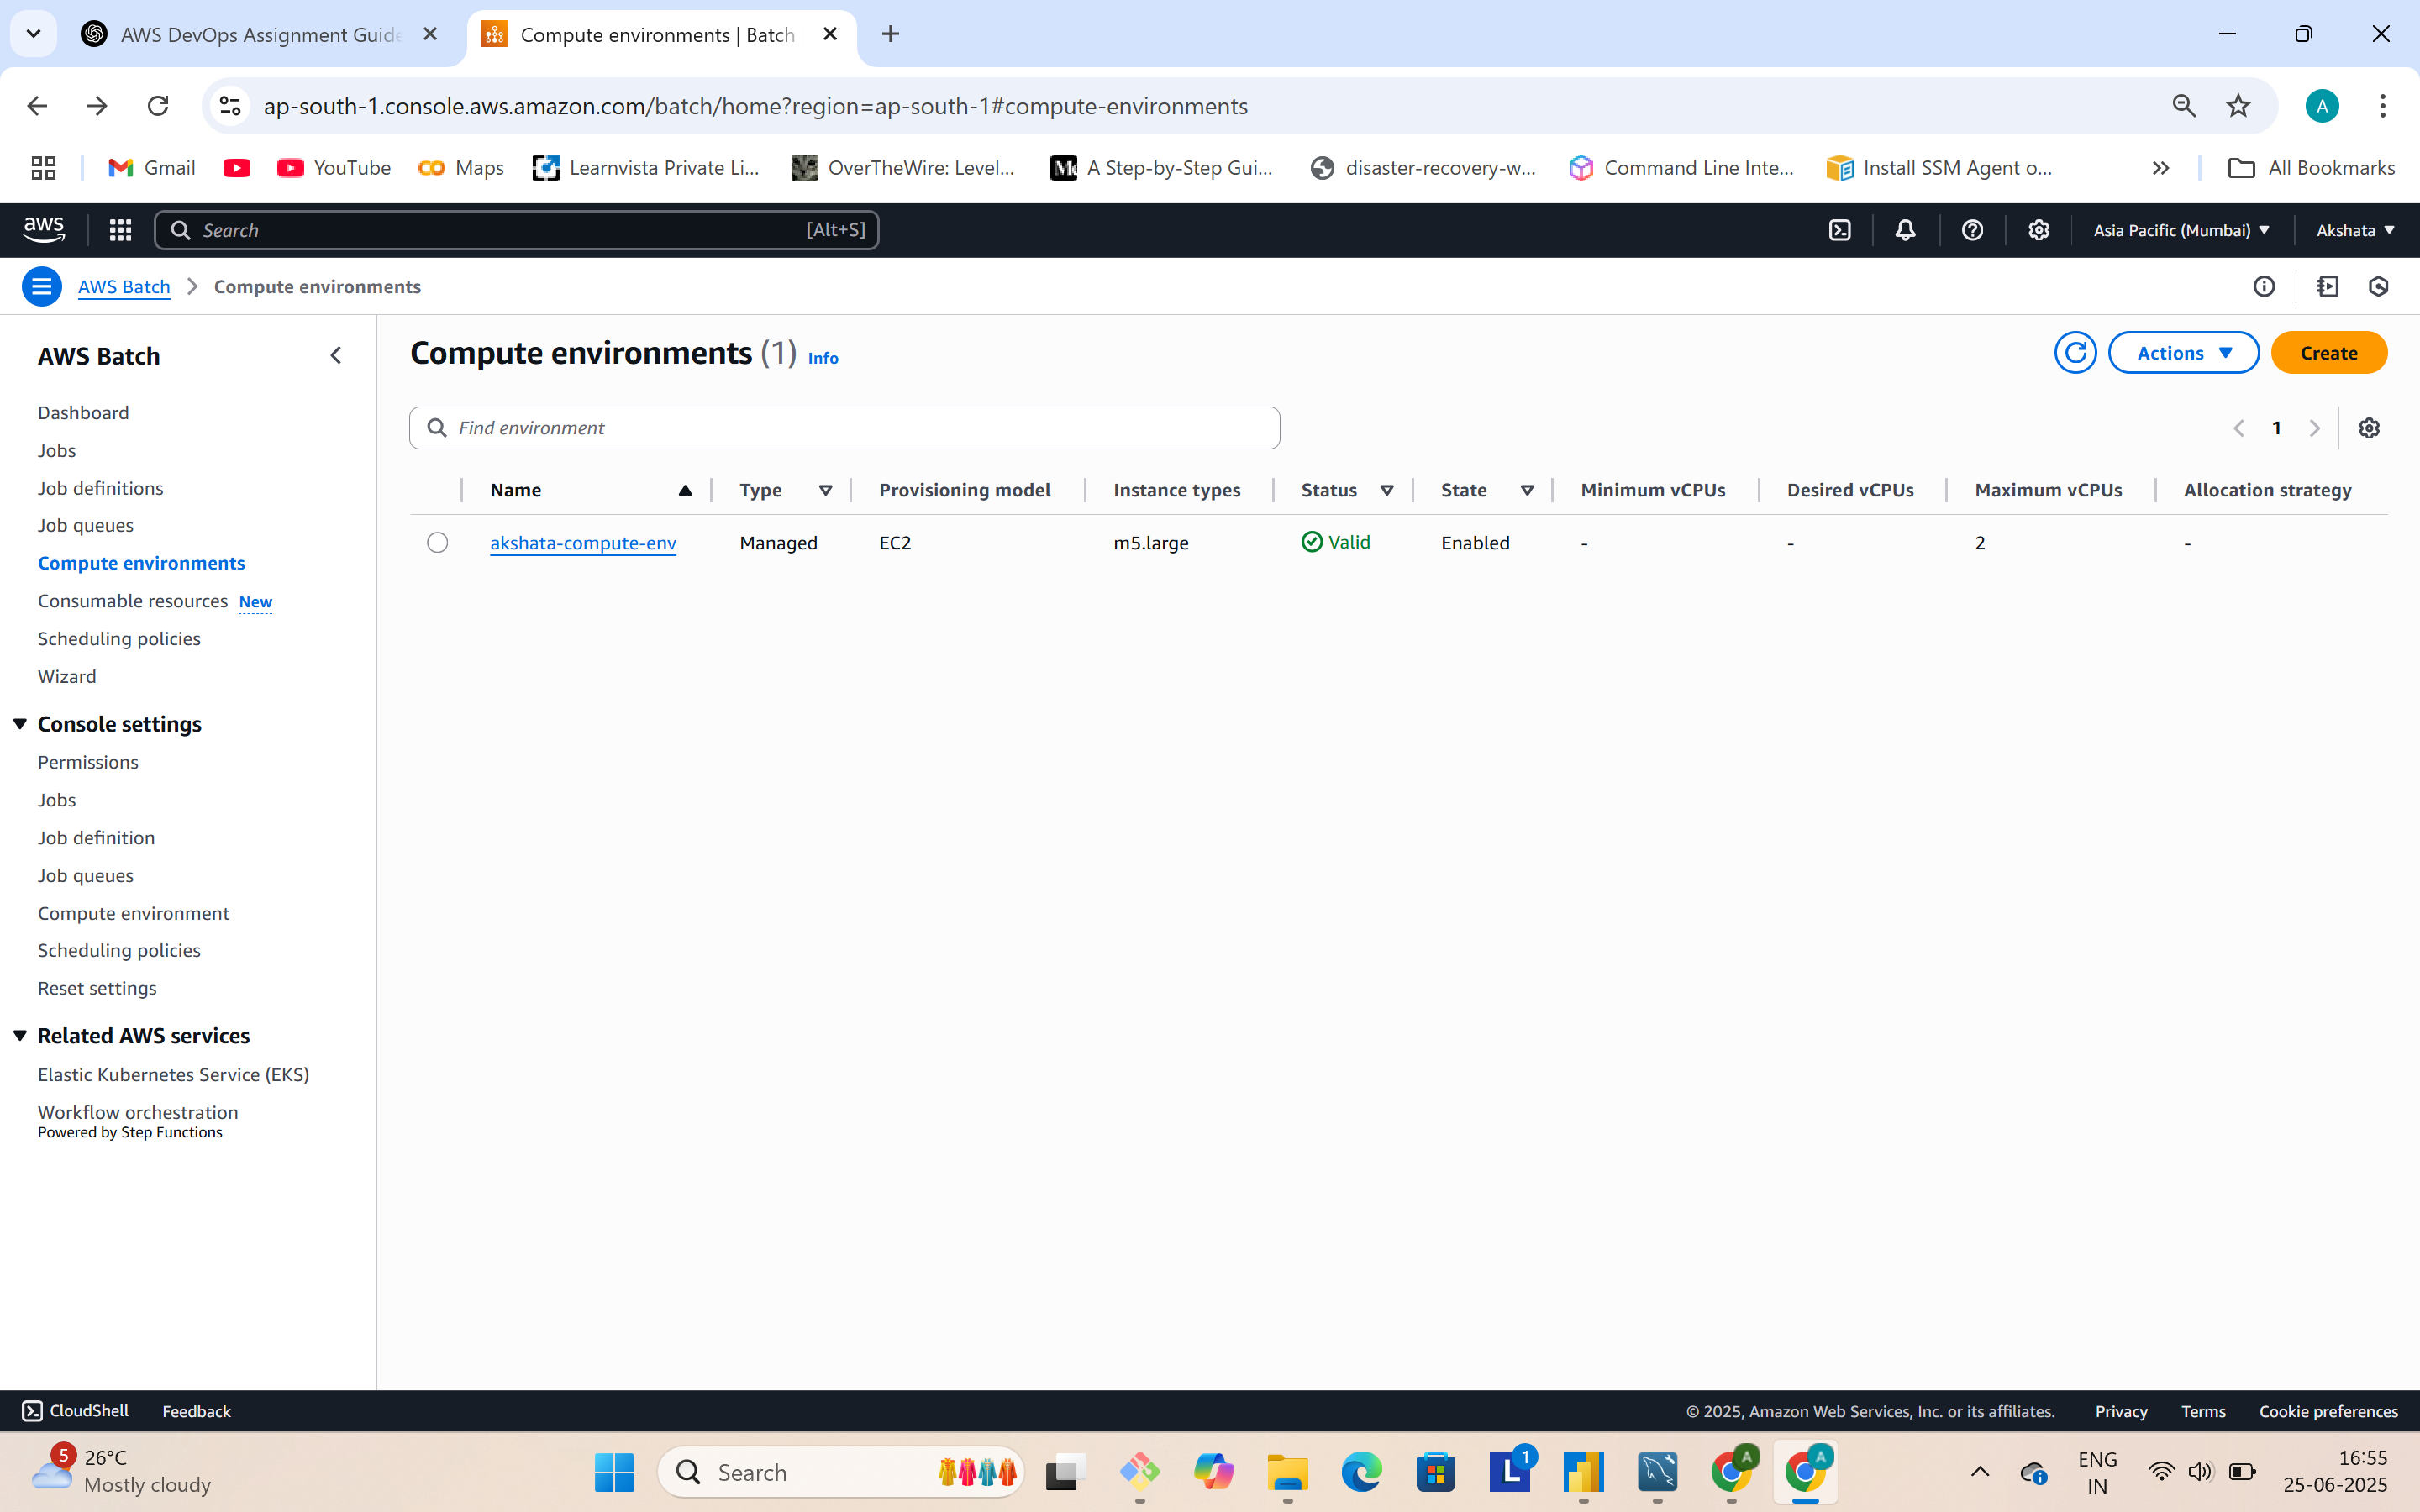 AWS DevOps Assignment Guide
Compute environments | Batch
ap-south-1.console.aws.amazon.com/batch/home?region=ap-south-1#compute-environments
A
Gmail
YouTube
Maps
Learnvista Private Li...
OverTheWire: Level...
A Step-by-Step Gui...
disaster-recovery-w...
Command Line Inte...
Install SSM Agent o...
All Bookmarks
aws
Search
[Alt+S]
Asia Pacific (Mumbai)
Akshata
AWS Batch
Compute environments
AWS Batch
Dashboard
Jobs
Job definitions
Job queues
Compute environments
Consumable resources New
Scheduling policies
Wizard
Console settings
Permissions
Jobs
Job definition
Job queues
Compute environment
Scheduling policies
Reset settings
Related AWS services
Elastic Kubernetes Service (EKS)
Workflow orchestration
Powered by Step Functions
Compute environments (1) Info
Actions
Create
Find environment
1
Name Type Provisioning model Instance types Status State Minimum vCPUs Desired vCPUs Maximum vCPUs Allocation strategy
akshata-compute-env Managed EC2 m5.large Valid Enabled - - 2 -
CloudShell
Feedback
© 2025, Amazon Web Services, Inc. or its affiliates.
Privacy
Terms
Cookie preferences
5
26°C
Mostly cloudy
Search
L
1
A
A
ENG
IN
16:55
25-06-2025